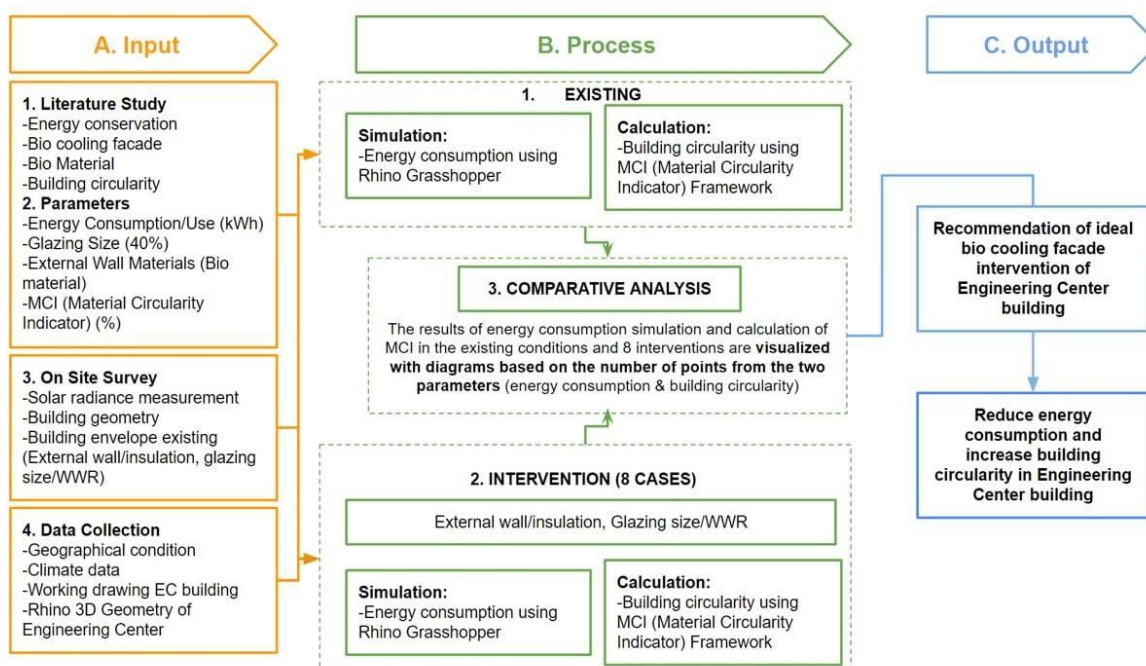 A. Input
B. Process
C. Output
1. Literature Study
-Energy conservation
-Bio cooling facade
-Bio Material
-Building circularity
2. Parameters
-Energy Consumption/Use (kWh)
-Glazing Size (40%)
-External Wall Materials (Bio
material)
-MCI (Material Circularity
Indicator) (%)
3. On Site Survey
-Solar radiance measurement
-Building geometry
-Building envelope existing
(External wall/insulation, glazing
size/WWR)
4. Data Collection
-Geographical condition
-Climate data
-Working drawing EC building
-Rhino 3D Geometry of
Engineering Center
1. EXISTING
Simulation:
-Energy consumption using
Rhino Grasshopper
Calculation:
-Building circularity using
MCI (Material Circularity
Indicator) Framework
3. COMPARATIVE ANALYSIS
The results of energy consumption simulation and calculation of
MCI in the existing conditions and 8 interventions are visualized
with diagrams based on the number of points from the two
parameters (energy consumption & building circularity)
2. INTERVENTION (8 CASES)
External wall/insulation, Glazing size/WWR
Simulation:
-Energy consumption using
Rhino Grasshopper
Calculation:
-Building circularity using
MCI (Material Circularity
Indicator) Framework
Recommendation of ideal
bio cooling facade
intervention of
Engineering Center
building
Reduce energy
consumption and
increase building
circularity in Engineering
Center building